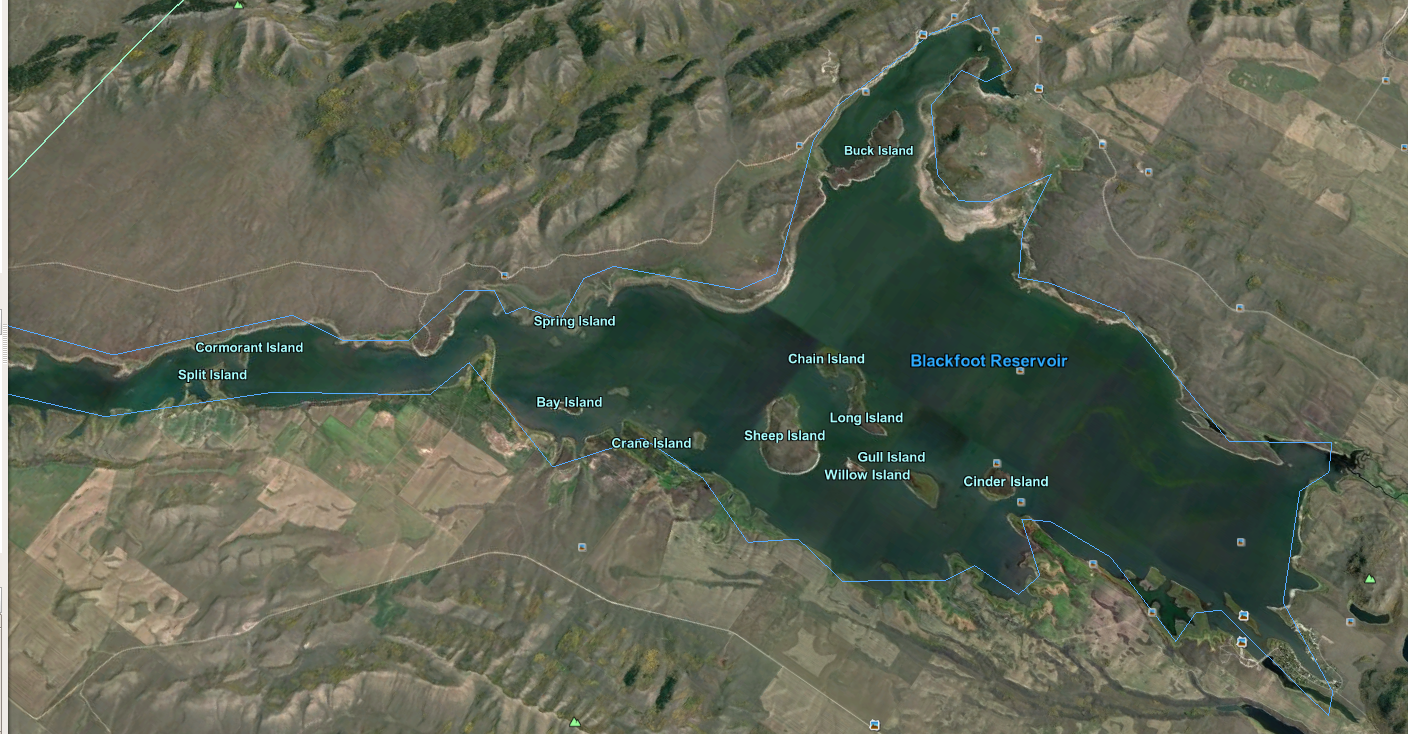 Buck Island
Spring Island
Cormorant Island
Chain Island
Blackfoot Reservoir
Split Island
Bay Island
Long Island
Sheep Island
Crane Island
Gull Island
Willow Island
Cinder Island